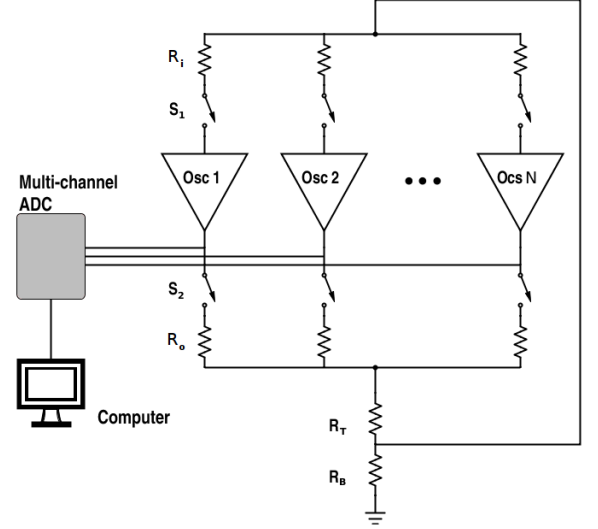 Rᵢ
S₁
Osc 1
Osc 2
Ocs N
Multi-channel
ADC
S₂
Rₒ
Computer
R_T
R_B